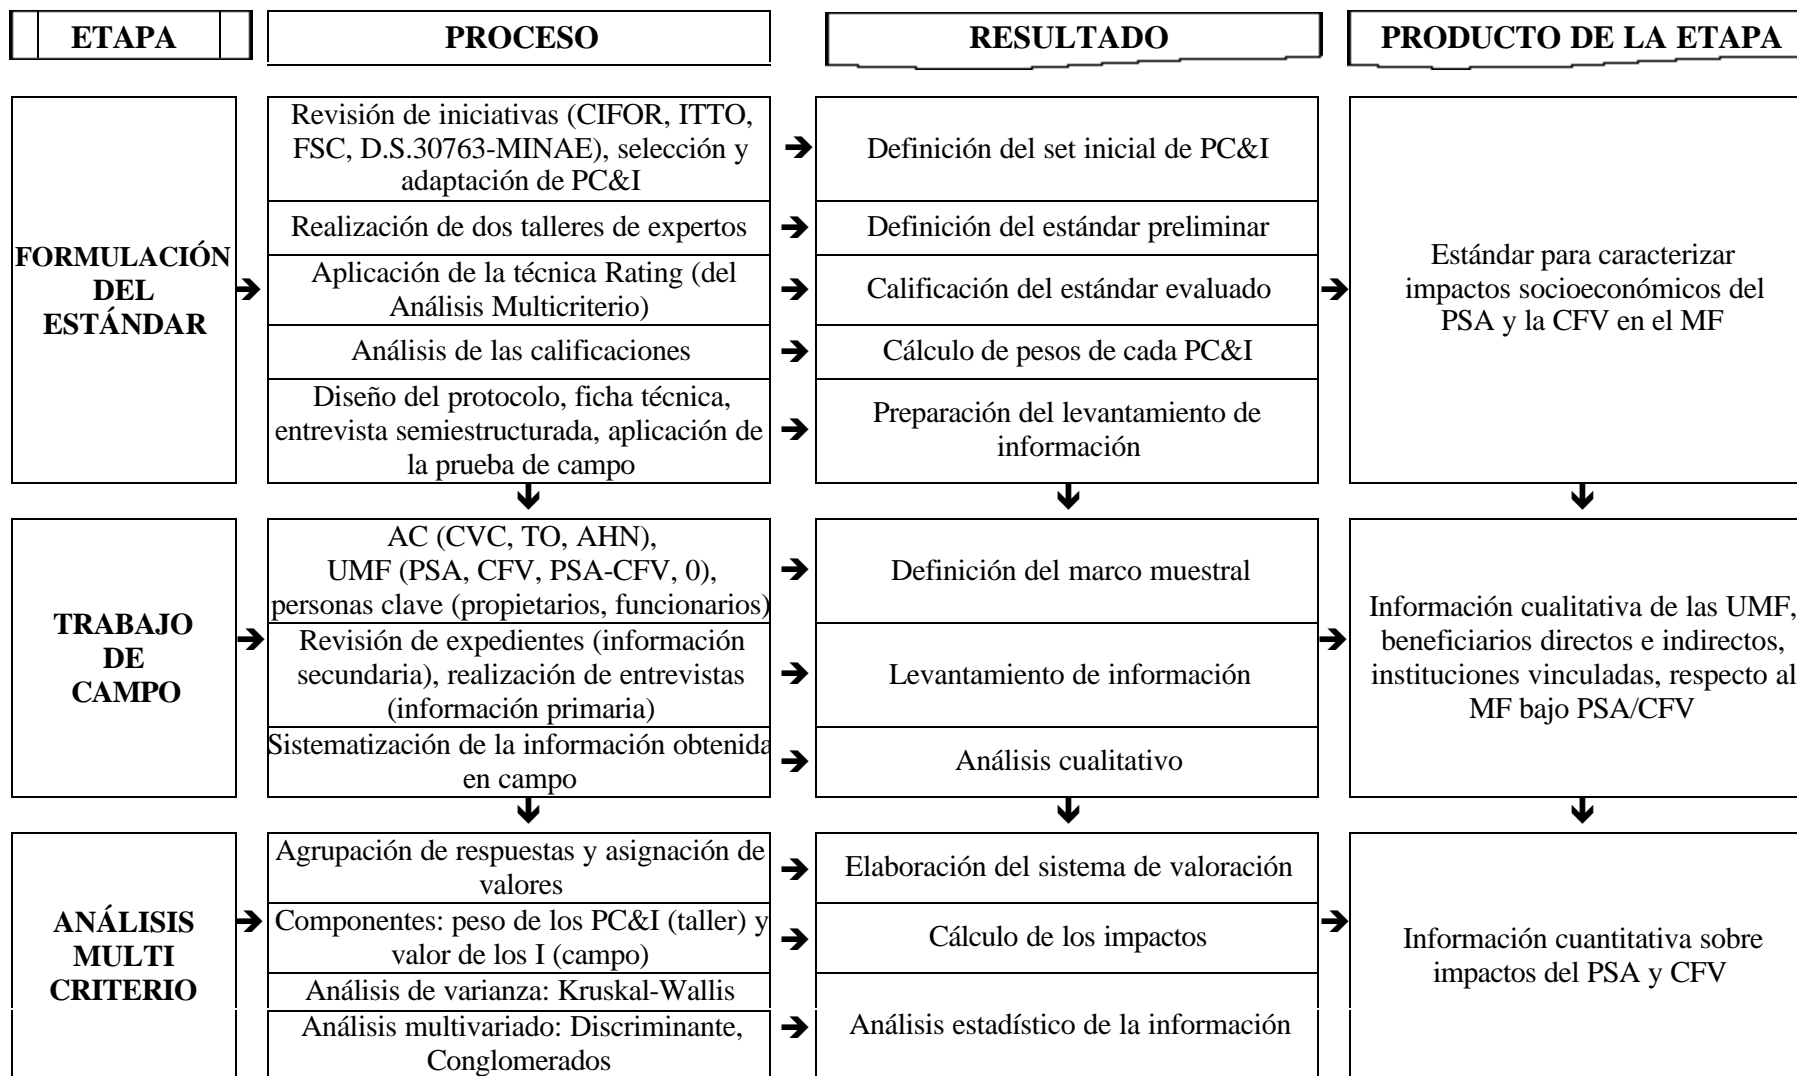 ETAPA
PROCESO
RESULTADO
PRODUCTO DE LA ETAPA
FORMULACIÓN
DEL
ESTÁNDAR
Revisión de iniciativas (CIFOR, ITTO,
FSC, D.S.30763-MINAE), selección y
adaptación de PC&I
Definición del set inicial de PC&I
Realización de dos talleres de expertos
Definición del estándar preliminar
Aplicación de la técnica Rating (del
Análisis Multicriterio)
Calificación del estándar evaluado
Análisis de las calificaciones
Cálculo de pesos de cada PC&I
Diseño del protocolo, ficha técnica,
entrevista semiestructurada, aplicación de
la prueba de campo
Preparación del levantamiento de
información
Estándar para caracterizar
impactos socioeconómicos del
PSA y la CFV en el MF
TRABAJO
DE
CAMPO
AC (CVC, TO, AHN),
UMF (PSA, CFV, PSA-CFV, 0),
personas clave (propietarios, funcionarios)
Definición del marco muestral
Revisión de expedientes (información
secundaria), realización de entrevistas
(información primaria)
Levantamiento de información
Sistematización de la información obtenida
en campo
Análisis cualitativo
Información cualitativa de las UMF,
beneficiarios directos e indirectos,
instituciones vinculadas, respecto al
MF bajo PSA/CFV
ANÁLISIS
MULTI
CRITERIO
Agrupación de respuestas y asignación de
valores
Elaboración del sistema de valoración
Componentes: peso de los PC&I (taller) y
valor de los I (campo)
Cálculo de los impactos
Análisis de varianza: Kruskal-Wallis
Análisis multivariado: Discriminante,
Conglomerados
Análisis estadístico de la información
Información cuantitativa sobre
impactos del PSA y CFV